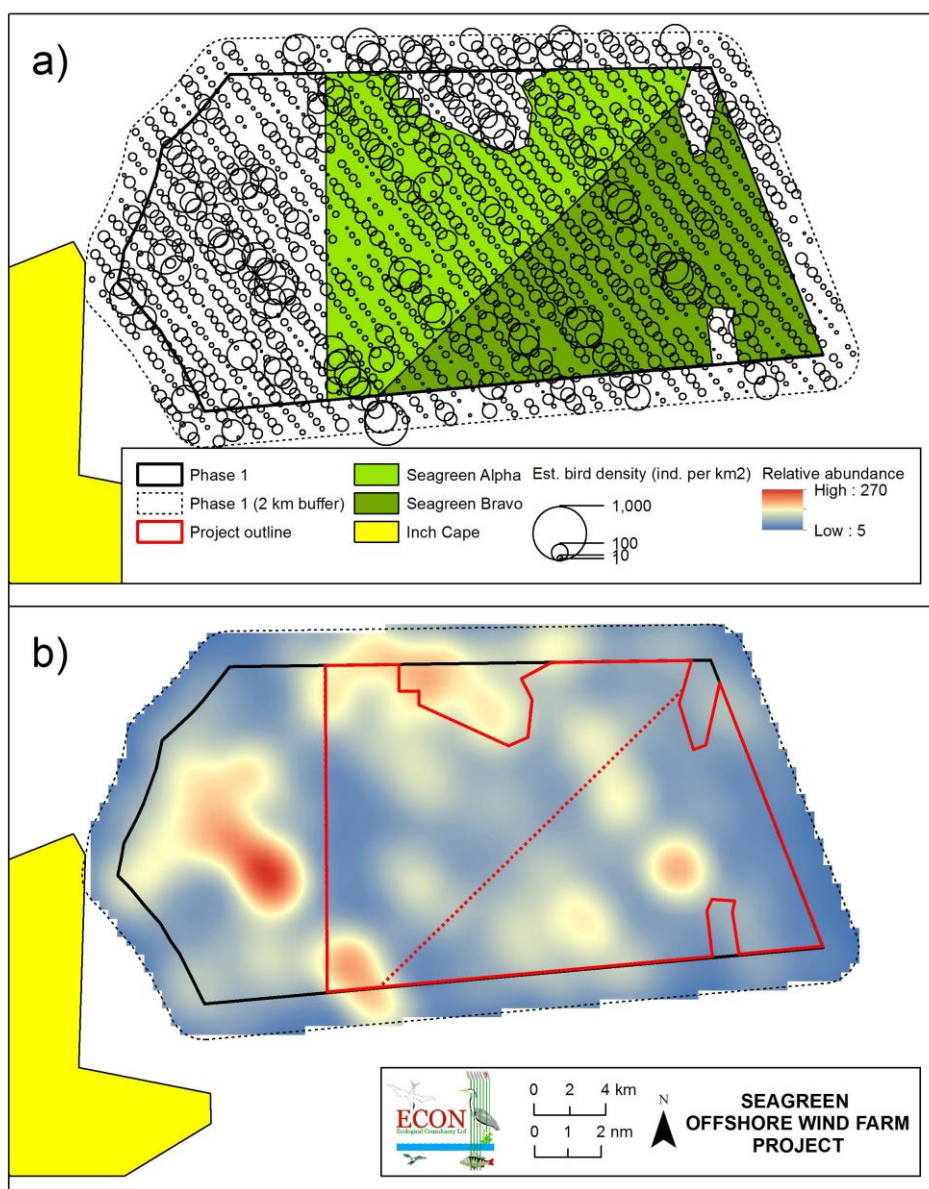 a)
Phase 1
Phase 1 (2 km buffer)
Project outline
Seagreen Alpha
Seagreen Bravo
Inch Cape
Est. bird density (ind. per km2)
1,000
100
10
1
Relative abundance
High : 270
Low : 5
b)
ECON
Ecological Consultancy Ltd
0 2 4 km
0 1 2 nm
N
SEAGREEN
OFFSHORE WIND FARM
PROJECT